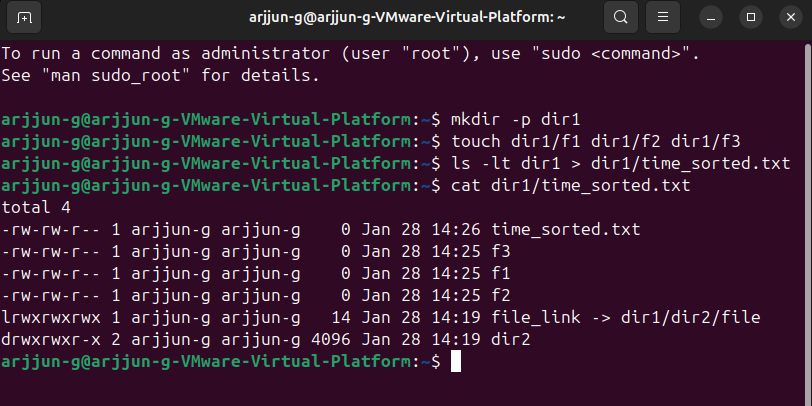 arjjun-g@arjjun-g-VMware-Virtual-Platform: ~
To run a command as administrator (user "root"), use "sudo <command>".
See "man sudo_root" for details.
arjjun-g@arjjun-g-VMware-Virtual-Platform:~$ mkdir -p dir1
arjjun-g@arjjun-g-VMware-Virtual-Platform:~$ touch dir1/f1 dir1/f2 dir1/f3
arjjun-g@arjjun-g-VMware-Virtual-Platform:~$ ls -lt dir1 > dir1/time_sorted.txt
arjjun-g@arjjun-g-VMware-Virtual-Platform:~$ cat dir1/time_sorted.txt
total 4
-rw-rw-r-- 1 arjjun-g arjjun-g    0 Jan 28 14:26 time_sorted.txt
-rw-rw-r-- 1 arjjun-g arjjun-g    0 Jan 28 14:25 f3
-rw-rw-r-- 1 arjjun-g arjjun-g    0 Jan 28 14:25 f1
-rw-rw-r-- 1 arjjun-g arjjun-g    0 Jan 28 14:25 f2
lrwxrwxrwx 1 arjjun-g arjjun-g   14 Jan 28 14:19 file_link -> dir1/dir2/file
drwxrwxr-x 2 arjjun-g arjjun-g 4096 Jan 28 14:19 dir2
arjjun-g@arjjun-g-VMware-Virtual-Platform:~$